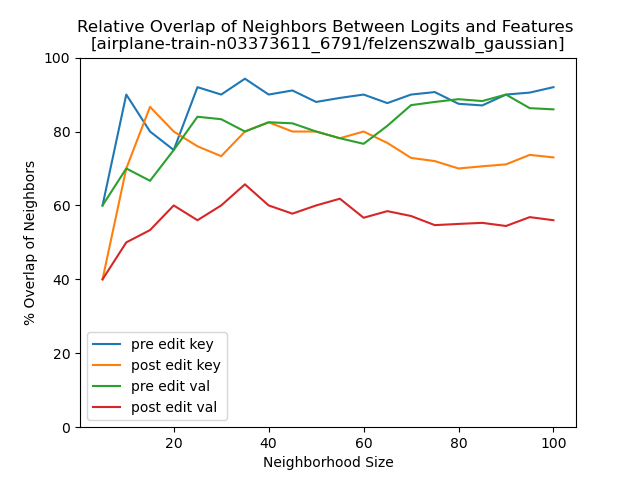 Relative Overlap of Neighbors Between Logits and Features
[airplane-train-n03373611_6791/felzenszwalb_gaussian]
100
80
60
40
20
0
% Overlap of Neighbors
pre edit key
post edit key
pre edit val
post edit val
20 40 60 80 100
Neighborhood Size